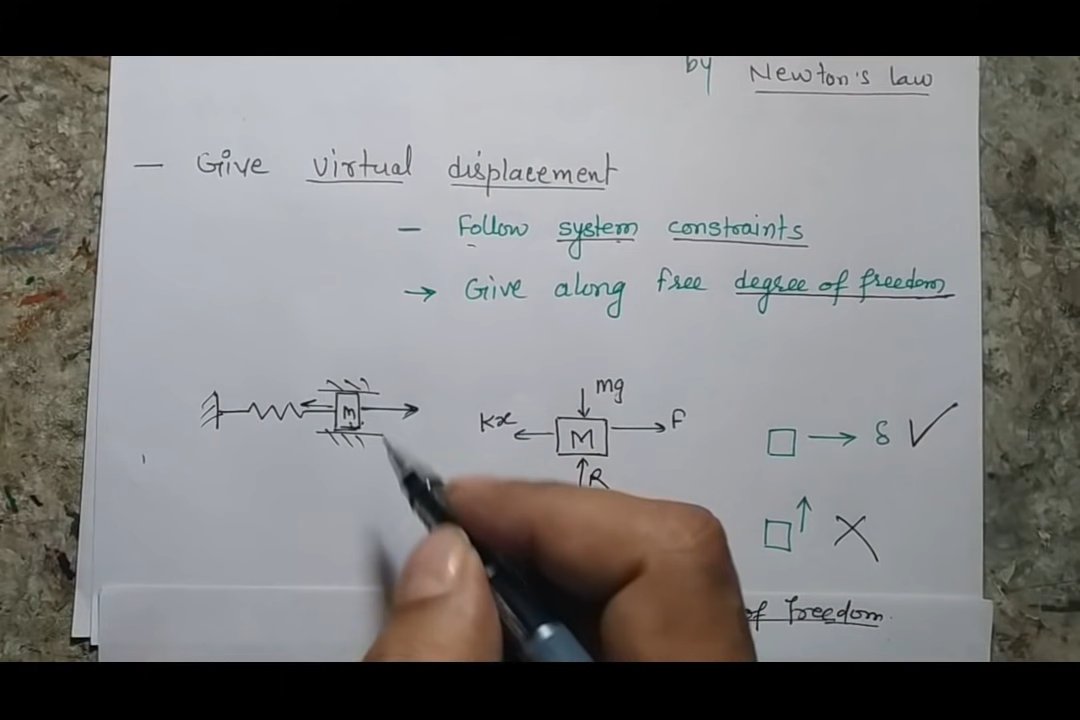 by Newton's law
— Give virtual displacement
— Follow system constraints
→ Give along free degree of freedom
m
mg
Kx
M
F
R
→ δ ✓
↑ X
of freedom